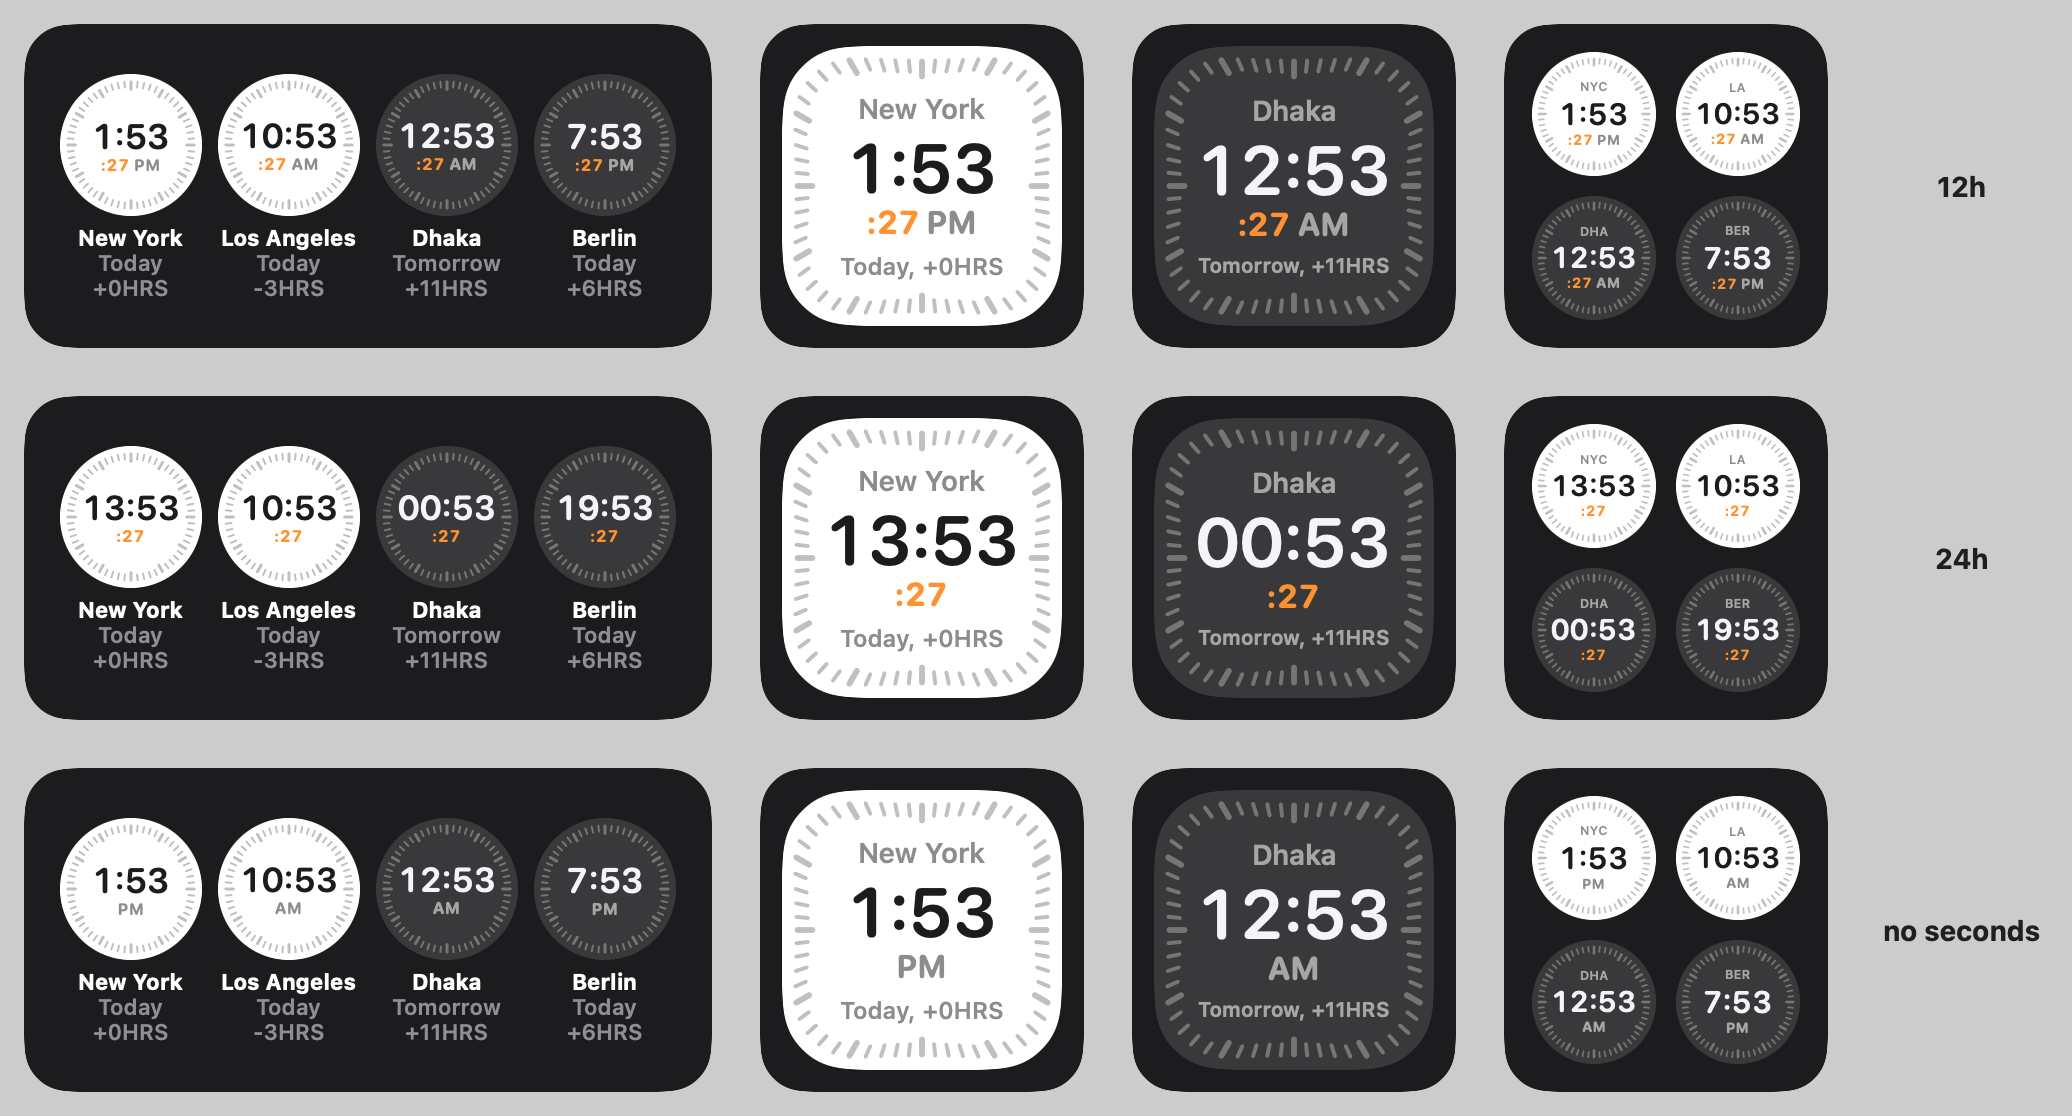 1:53
:27 PM
New York
Today
+0HRS
10:53
:27 AM
Los Angeles
Today
-3HRS
12:53
:27 AM
Dhaka
Tomorrow
+11HRS
7:53
:27 PM
Berlin
Today
+6HRS
New York
1:53
:27 PM
Today, +0HRS
Dhaka
12:53
:27 AM
Tomorrow, +11HRS
NYC
1:53
:27 PM
LA
10:53
:27 AM
DHA
12:53
:27 AM
BER
7:53
:27 PM
12h
13:53
:27
New York
Today
+0HRS
10:53
:27
Los Angeles
Today
-3HRS
00:53
:27
Dhaka
Tomorrow
+11HRS
19:53
:27
Berlin
Today
+6HRS
New York
13:53
:27
Today, +0HRS
Dhaka
00:53
:27
Tomorrow, +11HRS
NYC
13:53
:27
LA
10:53
:27
DHA
00:53
:27
BER
19:53
:27
24h
1:53
PM
New York
Today
+0HRS
10:53
AM
Los Angeles
Today
-3HRS
12:53
AM
Dhaka
Tomorrow
+11HRS
7:53
PM
Berlin
Today
+6HRS
New York
1:53
PM
Today, +0HRS
Dhaka
12:53
AM
Tomorrow, +11HRS
NYC
1:53
PM
LA
10:53
AM
DHA
12:53
AM
BER
7:53
PM
no seconds